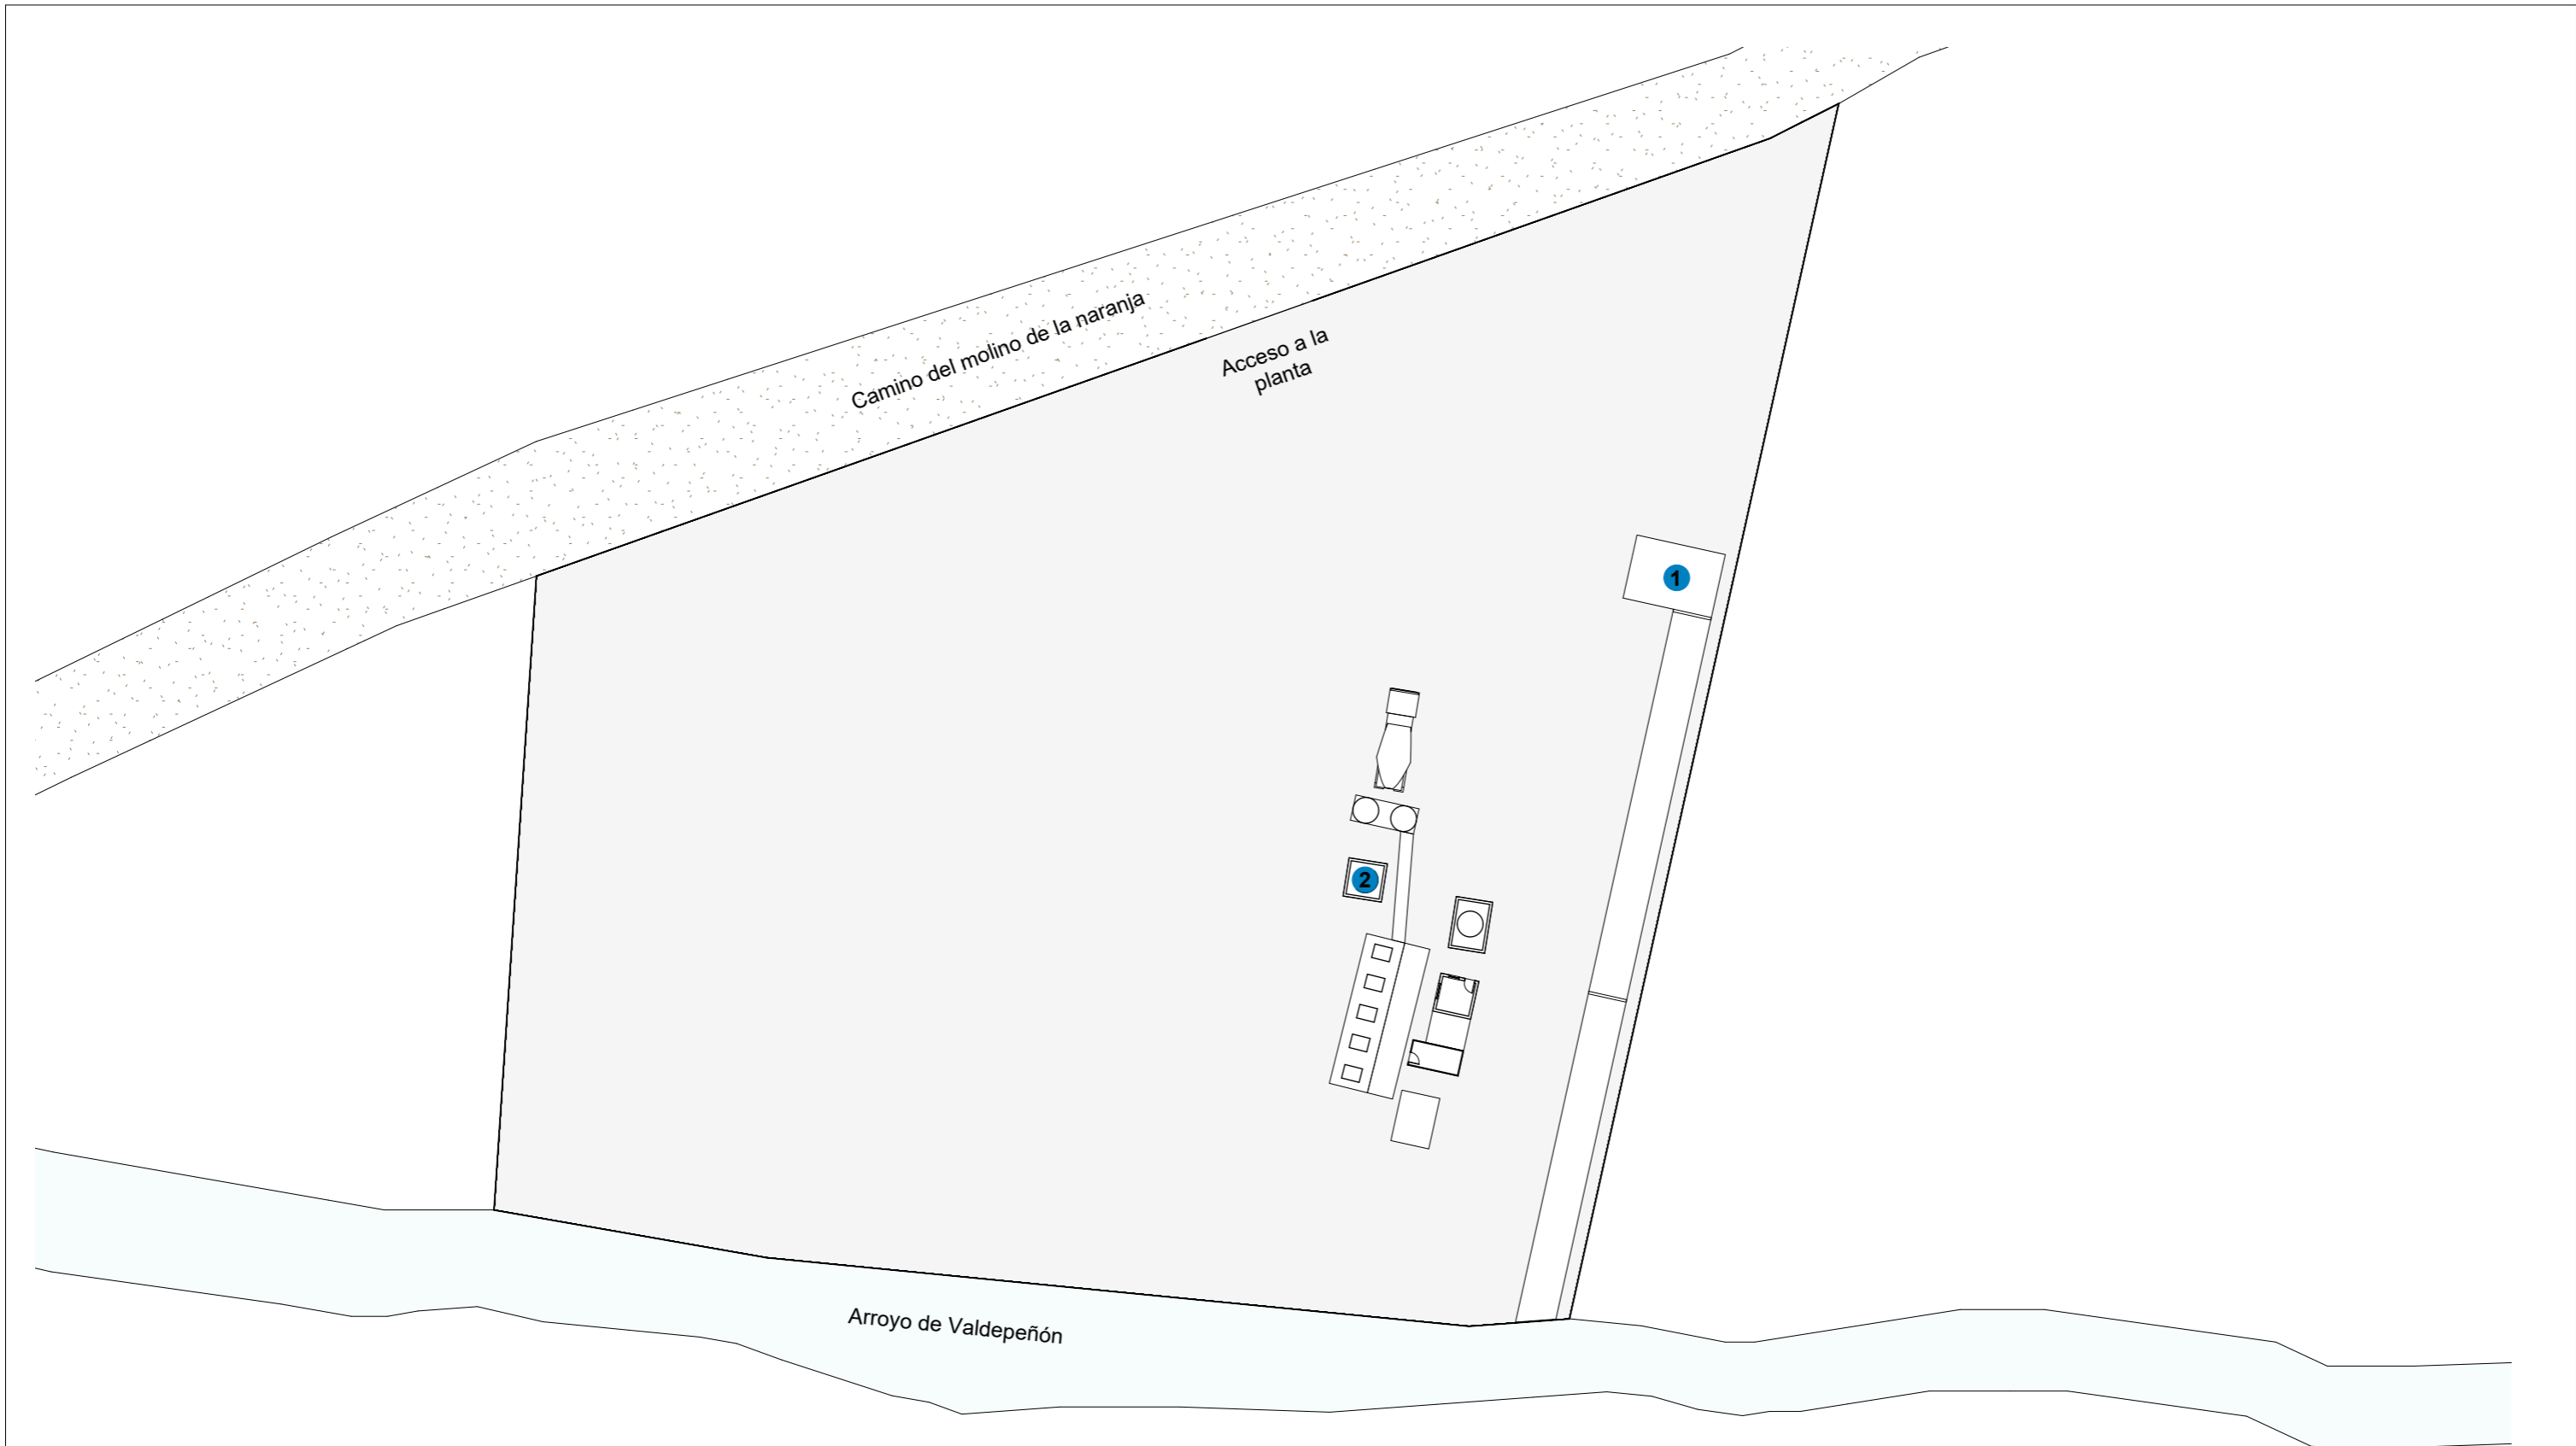 Camino del molino de la naranja
Acceso a la
planta
1
2
Arroyo de Valdepeñón